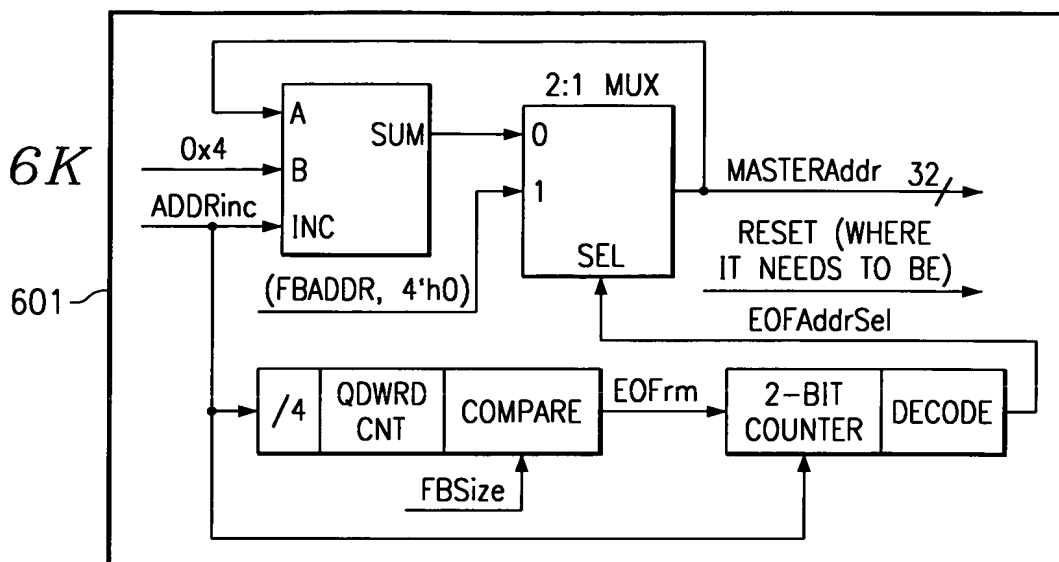 2:1 MUX
A
SUM
0
6K
0x4
B
1
MASTERAddr
32
ADDRinc
INC
RESET (WHERE
IT NEEDS TO BE)
SEL
(FBADDR, 4'h0)
601
EOFAddrSel
/4
QDWRD
CNT
COMPARE
EOFrm
2-BIT
COUNTER
DECODE
FBSize